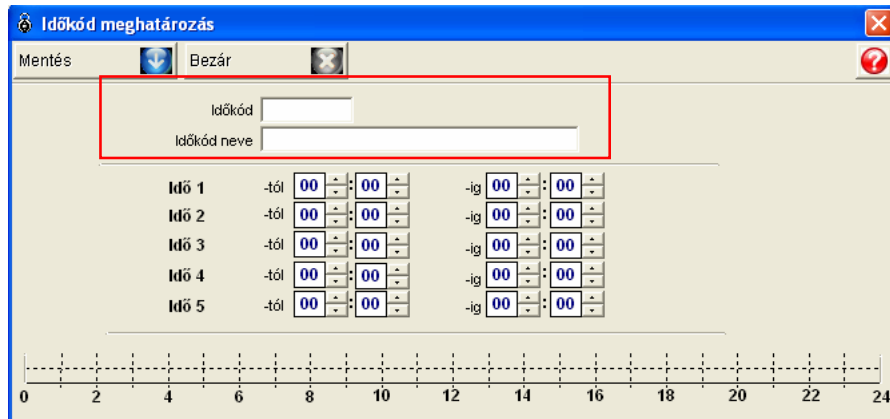 Időkód meghatározás
Mentés Bezár
Időkód
Időkód neve
Idő 1 -tól 00 : 00 -ig 00 : 00
Idő 2 -tól 00 : 00 -ig 00 : 00
Idő 3 -tól 00 : 00 -ig 00 : 00
Idő 4 -tól 00 : 00 -ig 00 : 00
Idő 5 -tól 00 : 00 -ig 00 : 00
0 2 4 6 8 10 12 14 16 18 20 22 24